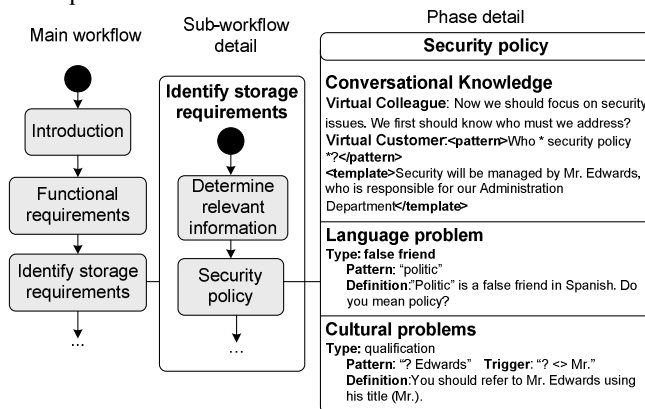 Main workflow
Introduction
Functional
requirements
Identify storage
requirements
...
Sub-workflow
detail
Identify storage
requirements
Determine
relevant
information
Security
policy
...
Phase detail
Security policy
Conversational Knowledge
Virtual Colleague: Now we should focus on security
issues. We first should know who must we address?
Virtual Customer:<pattern>Who * security policy
*?</pattern>
<template>Security will be managed by Mr. Edwards,
who is responsible for our Administration
Department</template>
Language problem
Type: false friend
Pattern: “politic”
Definition:”Politic” is a false friend in Spanish. Do
you mean policy?
Cultural problems
Type: qualification
Pattern: “? Edwards” Trigger: “? <> Mr.”
Definition:You should refer to Mr. Edwards using
his title (Mr.).